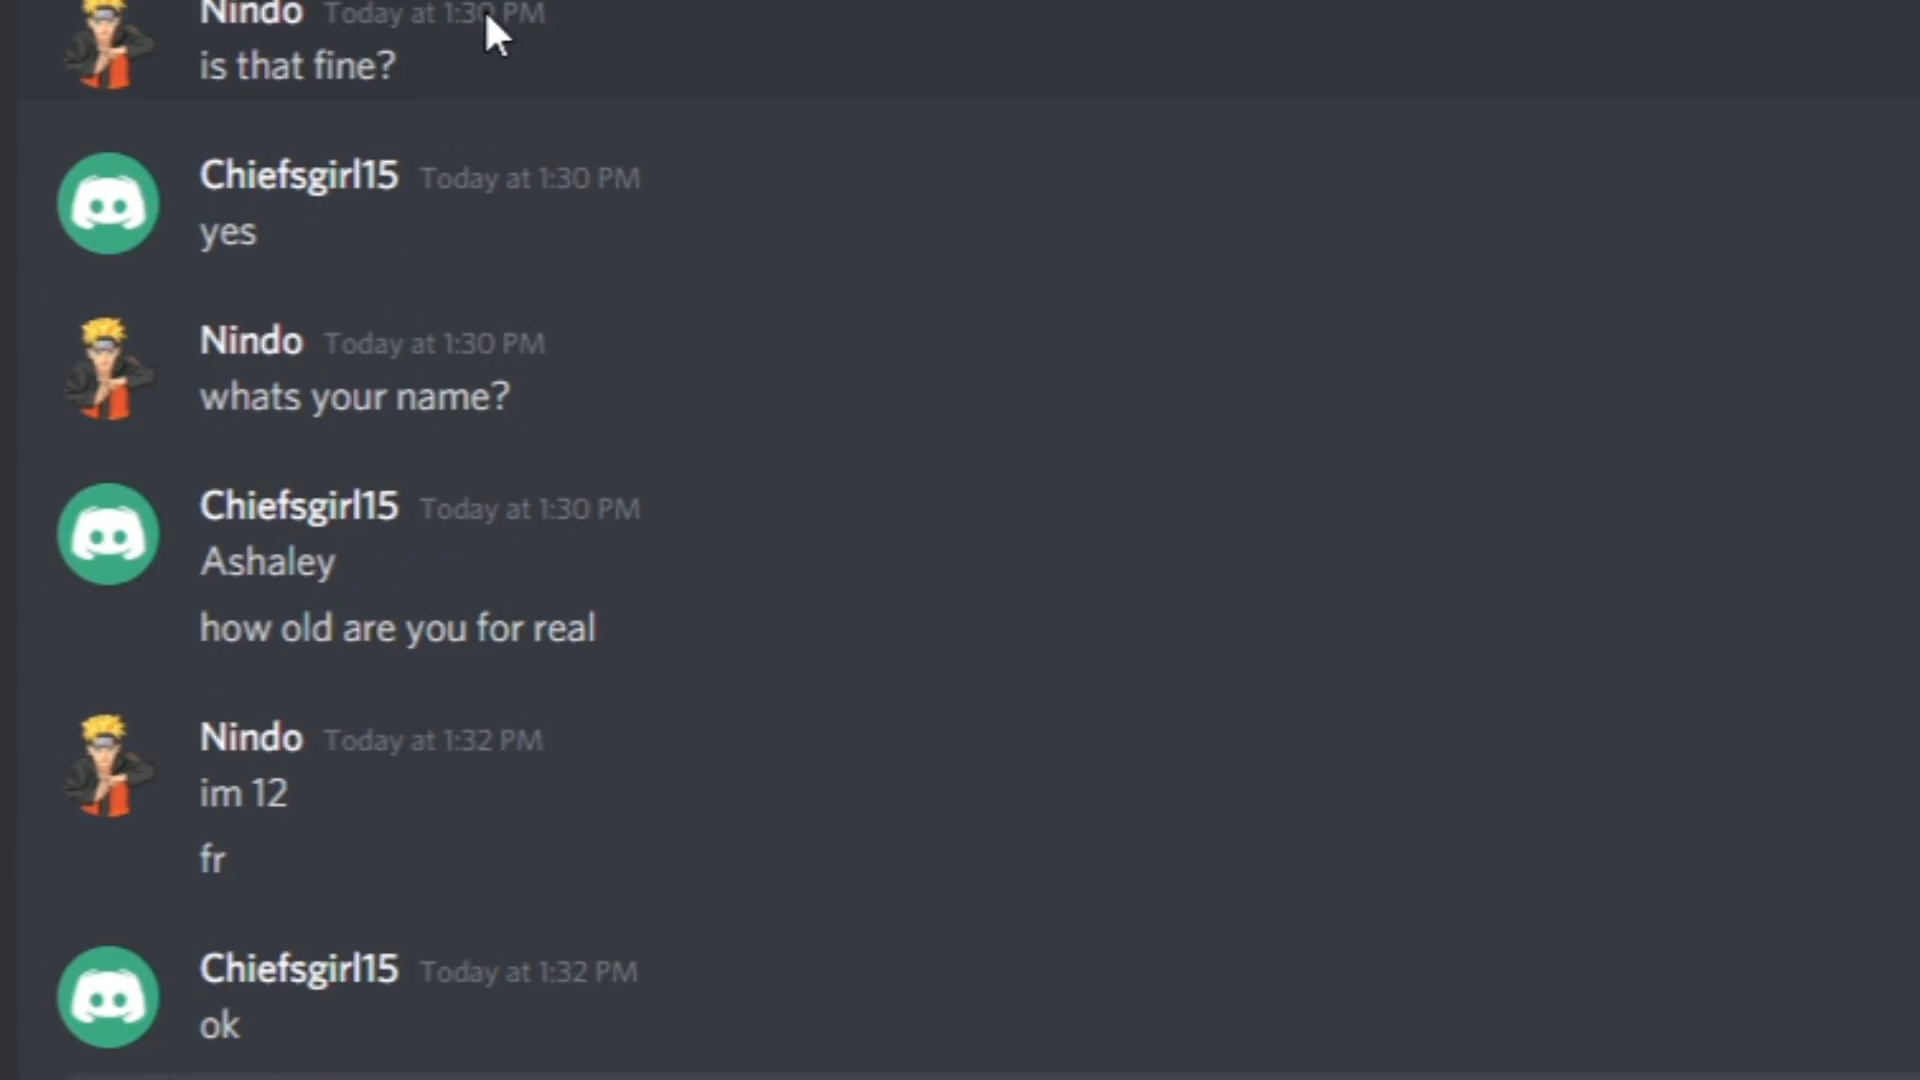 Nindo Today at 1:30 PM
is that fine?
Chiefsgirl15 Today at 1:30 PM
yes
Nindo Today at 1:30 PM
whats your name?
Chiefsgirl15 Today at 1:30 PM
Ashaley
how old are you for real
Nindo Today at 1:32 PM
im 12
fr
Chiefsgirl15 Today at 1:32 PM
ok